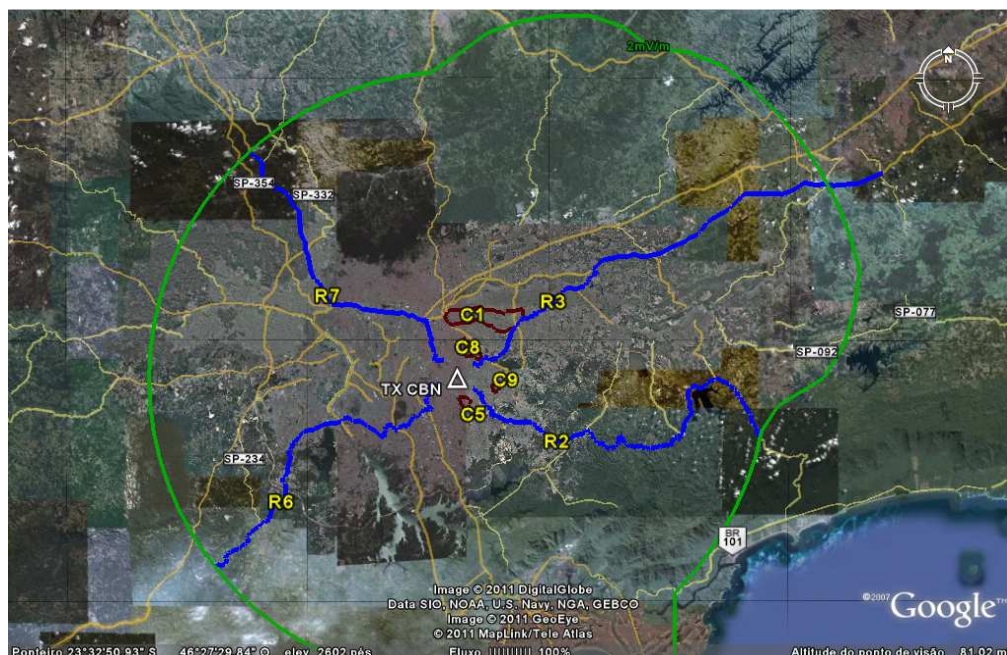 2mV/m
N
SP-354
SP-332
R7
C1
R3
SP-077
C8
SP-092
TX CBN
C9
C5
R2
SP-234
R6
BR
101
Image © 2011 DigitalGlobe
Data SIO, NOAA, U.S. Navy, NGA, GEBCO
Image © 2011 GeoEye
© 2011 MapLink/Tele Atlas
©2007 Google™
Ponteiro 23°32'50.93" S 46°27'29.84" O elev 2602 pés Fluxo ||||||||| 100% Altitude do ponto de visão 81.02 m